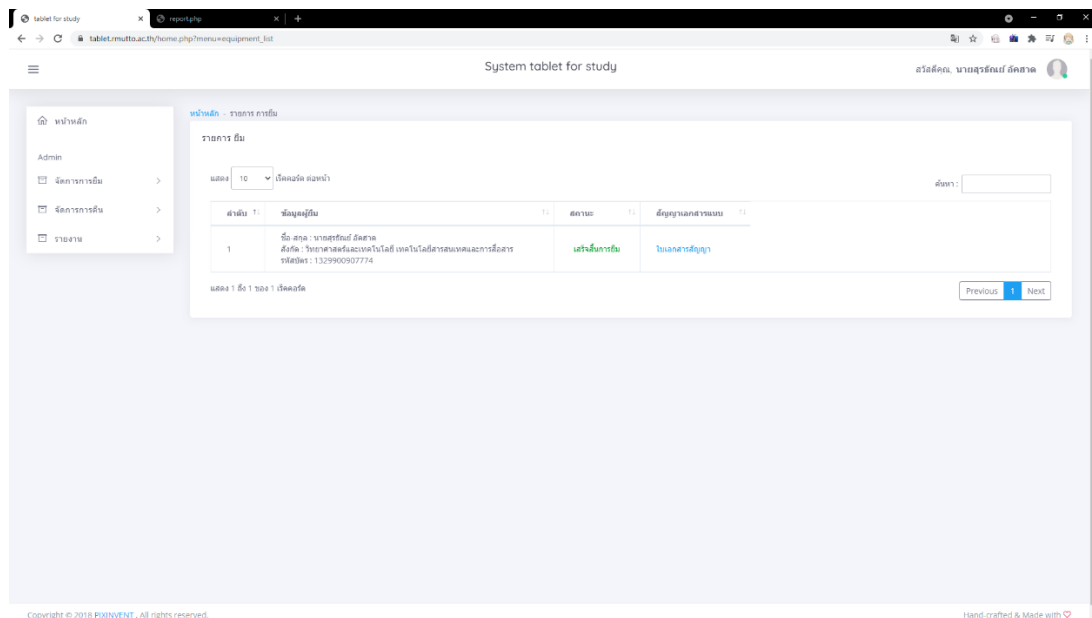 tablet for study
report.php
tablet.rmutto.ac.th/home.php?menu=equipment_list
System tablet for study
สวัสดีคุณ, นายสุรธัณย์ อัคฮาด
หน้าหลัก
Admin
จัดการการยืม
จัดการการคืน
รายงาน
หน้าหลัก - รายการ การยืม
รายการ ยืม
แสดง 10 เร็คคอร์ด ต่อหน้า
ค้นหา :
ลำดับ ข้อมูลผู้ยืม สถานะ สัญญาเอกสารแนบ
1
ชื่อ-สกุล : นายสุรธัณย์ อัคฮาด
สังกัด : วิทยาศาสตร์และเทคโนโลยี เทคโนโลยีสารสนเทศและการสื่อสาร
รหัสบัตร : 1329900907774
เสร็จสิ้นการยืม
ใบเอกสารสัญญา
แสดง 1 ถึง 1 ของ 1 เร็คคอร์ด
Previous 1 Next
Copyright © 2018 PIXINVENT , All rights reserved.
Hand-crafted & Made with